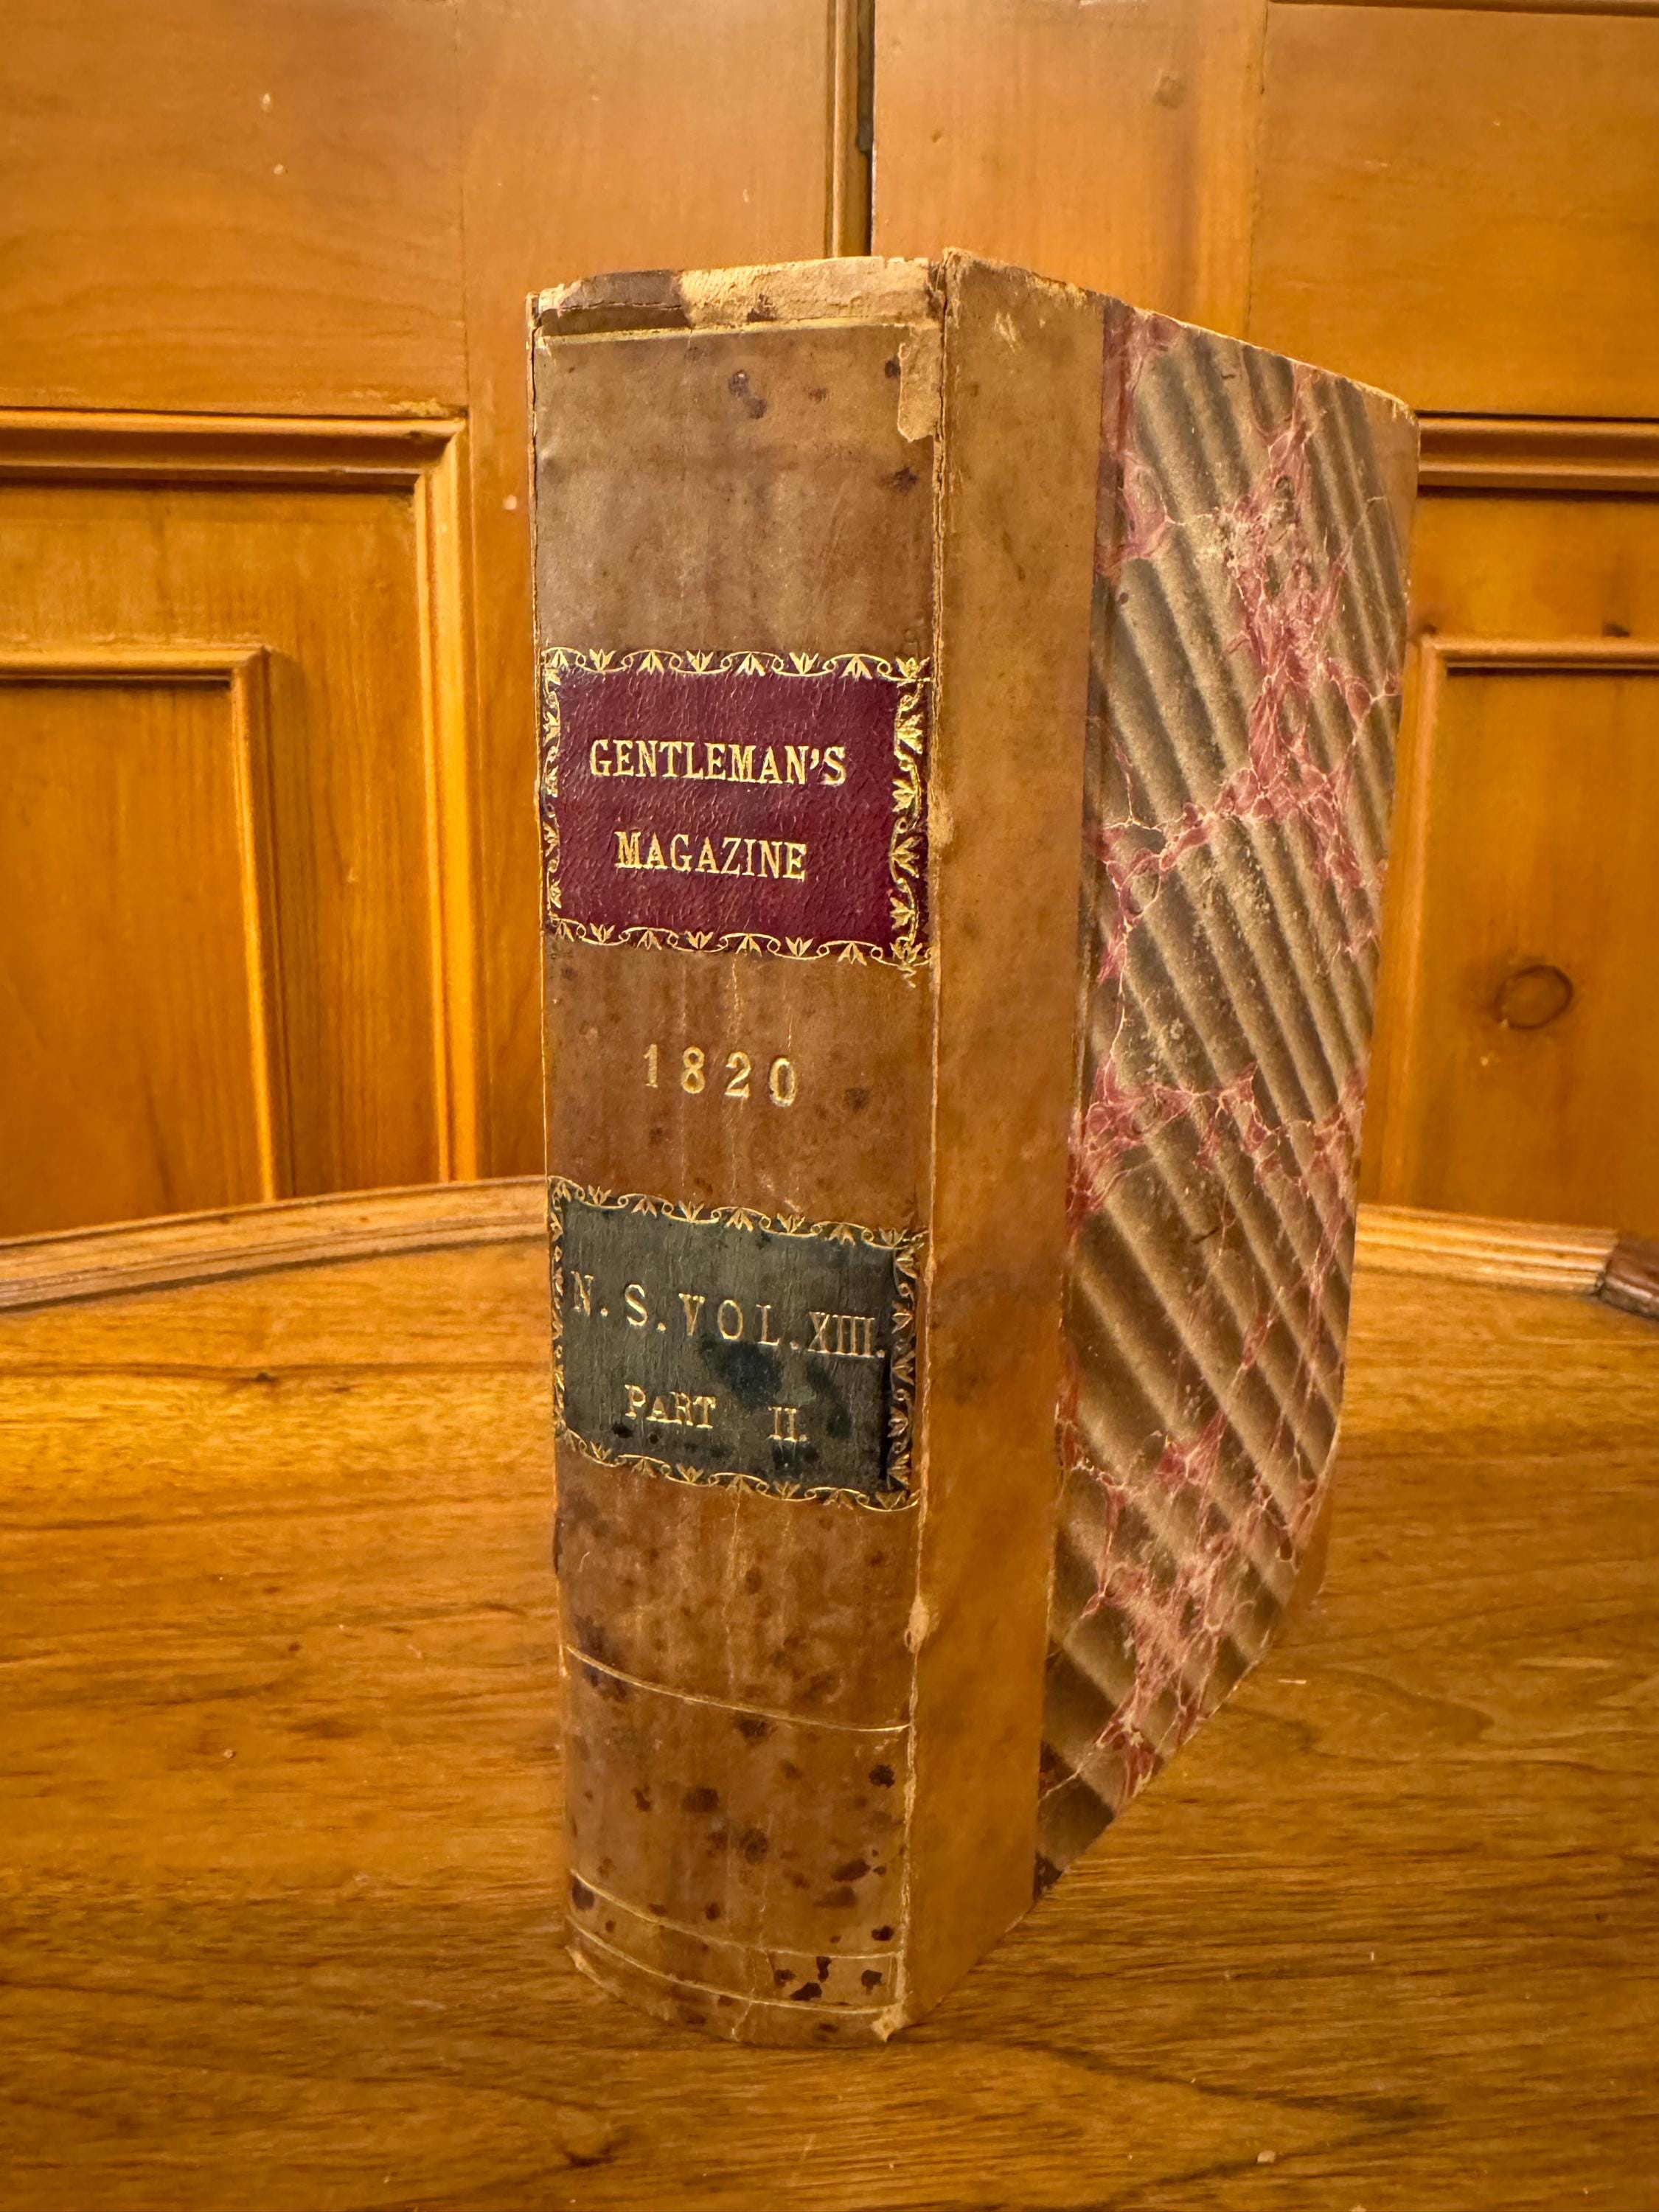 GENTLEMAN'S
MAGAZINE
1820
N. S. VOL. XIII.
PART II.